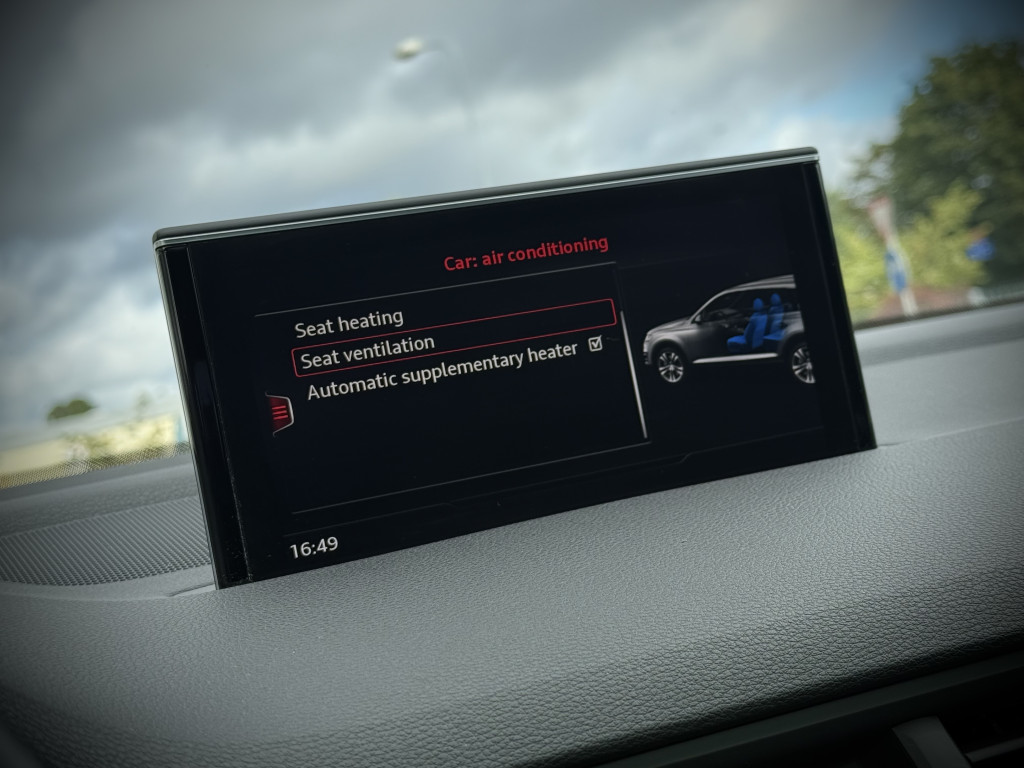 Car: air conditioning
Seat heating
Seat ventilation
Automatic supplementary heater
16:49